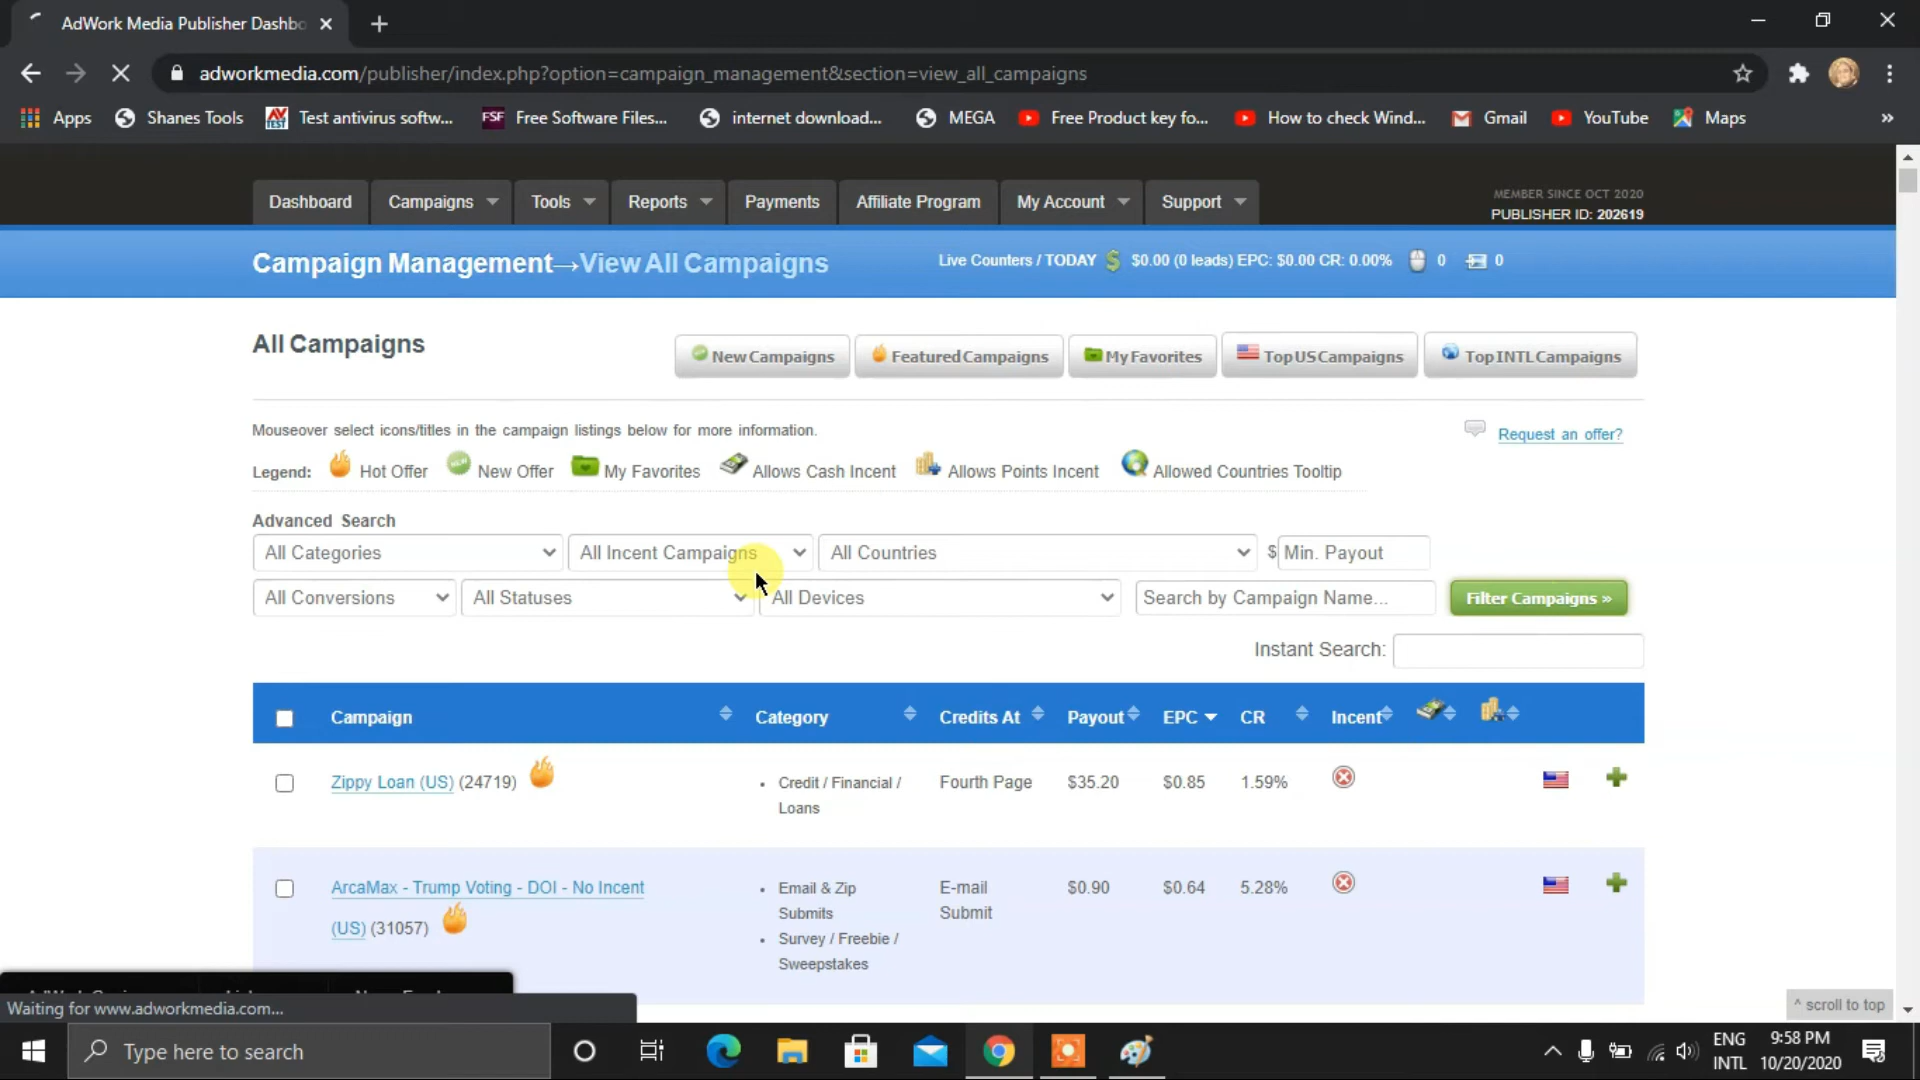 AdWork Media Publisher Dashbo
adworkmedia.com/publisher/index.php?option=campaign_management&section=view_all_campaigns
Apps Shanes Tools Test antivirus softw... FSF Free Software Files... internet download... MEGA Free Product key fo... How to check Wind... Gmail YouTube Maps »
Dashboard Campaigns Tools Reports Payments Affiliate Program My Account Support
MEMBER SINCE OCT 2020
PUBLISHER ID: 202619
Campaign Management→View All Campaigns Live Counters / TODAY $0.00 (0 leads) EPC: $0.00 CR: 0.00% 0 0
All Campaigns New Campaigns Featured Campaigns My Favorites Top US Campaigns Top INTL Campaigns
Mouseover select icons/titles in the campaign listings below for more information. Request an offer?
Legend: Hot Offer New Offer My Favorites Allows Cash Incent Allows Points Incent Allowed Countries Tooltip
Advanced Search
All Categories All Incent Campaigns All Countries $ Min. Payout
All Conversions All Statuses All Devices Search by Campaign Name... Filter Campaigns »
Instant Search:
Campaign Category Credits At Payout EPC CR Incent
Zippy Loan (US) (24719) Credit / Financial / Fourth Page $35.20 $0.85 1.59%
Loans
ArcaMax - Trump Voting - DOI - No Incent Email & Zip E-mail $0.90 $0.64 5.28%
(US) (31057) Submits Submit
Survey / Freebie /
Sweepstakes
Waiting for www.adworkmedia.com...
^ scroll to top
Type here to search
ENG 9:58 PM
INTL 10/20/2020